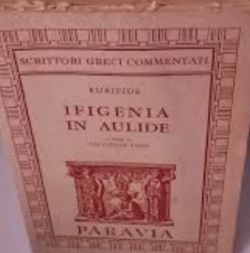 SCRITTORI GRECI COMMENTATI
EURIPIDE
IFIGENIA
IN AULIDE
PARAVIA